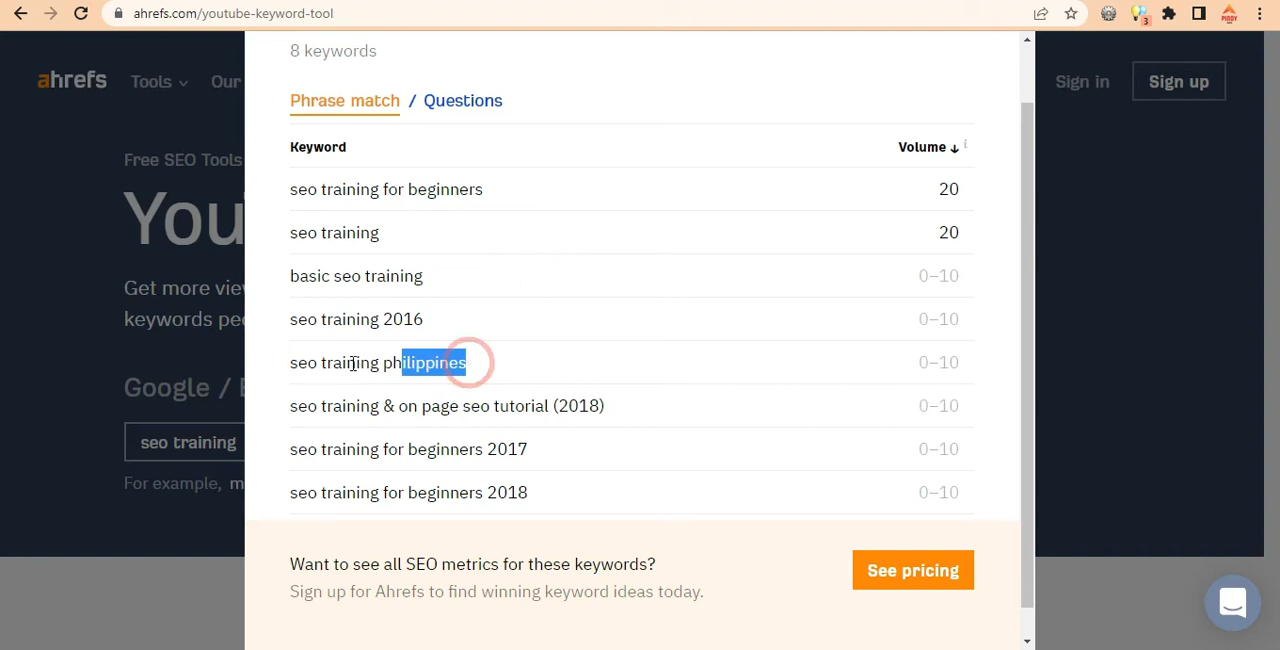 ahrefs.com/youtube-keyword-tool
3
PINOY
ahrefs
Tools
Our
Sign in
Sign up
Free SEO Tools
You
Get more vie
keywords pe
Google /
seo training
For example, m
8 keywords
Phrase match / Questions
Keyword Volume ↓ i
seo training for beginners 20
seo training 20
basic seo training 0–10
seo training 2016 0–10
seo training philippines 0–10
seo training & on page seo tutorial (2018) 0–10
seo training for beginners 2017 0–10
seo training for beginners 2018 0–10
Want to see all SEO metrics for these keywords?
Sign up for Ahrefs to find winning keyword ideas today.
See pricing